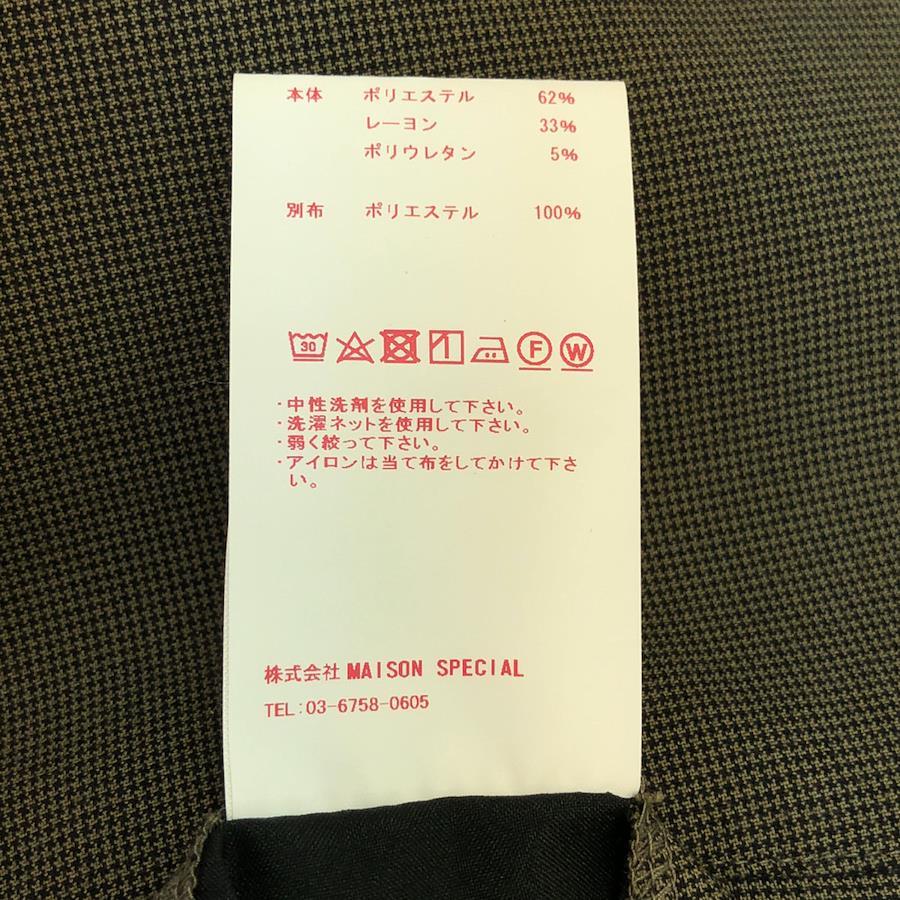 本体 ポリエステル 62%
レーヨン 33%
ポリウレタン 5%
別布 ポリエステル 100%
30 F W
・中性洗剤を使用して下さい。
・洗濯ネットを使用して下さい。
・弱く絞って下さい。
・アイロンは当て布をしてかけて下さ
い。
株式会社 MAISON SPECIAL
TEL:03-6758-0605